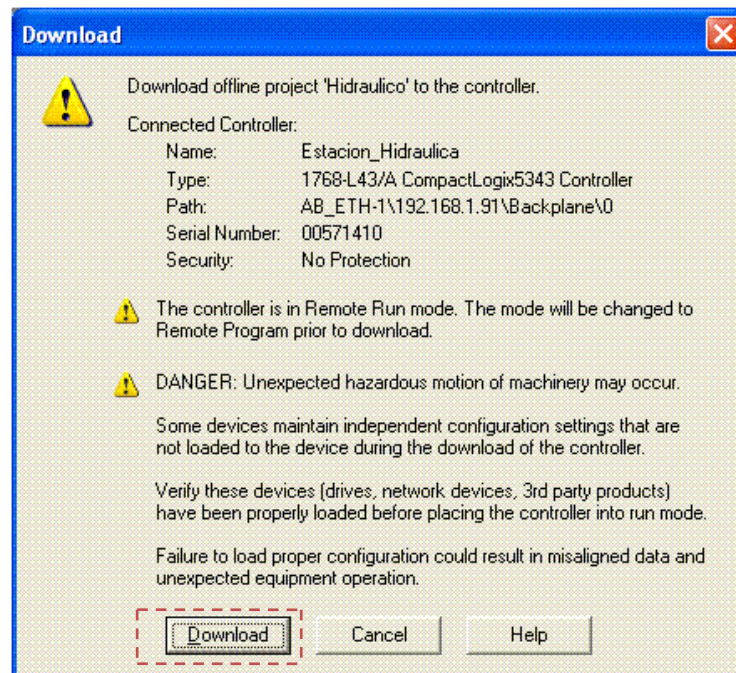 Download
Download offline project 'Hidraulico' to the controller.
Connected Controller:
Name: Estacion_Hidraulica
Type: 1768-L43/A CompactLogix5343 Controller
Path: AB_ETH-1\192.168.1.91\Backplane\0
Serial Number: 00571410
Security: No Protection
The controller is in Remote Run mode. The mode will be changed to
Remote Program prior to download.
DANGER: Unexpected hazardous motion of machinery may occur.
Some devices maintain independent configuration settings that are
not loaded to the device during the download of the controller.
Verify these devices (drives, network devices, 3rd party products)
have been properly loaded before placing the controller into run mode.
Failure to load proper configuration could result in misaligned data and
unexpected equipment operation.
Download Cancel Help